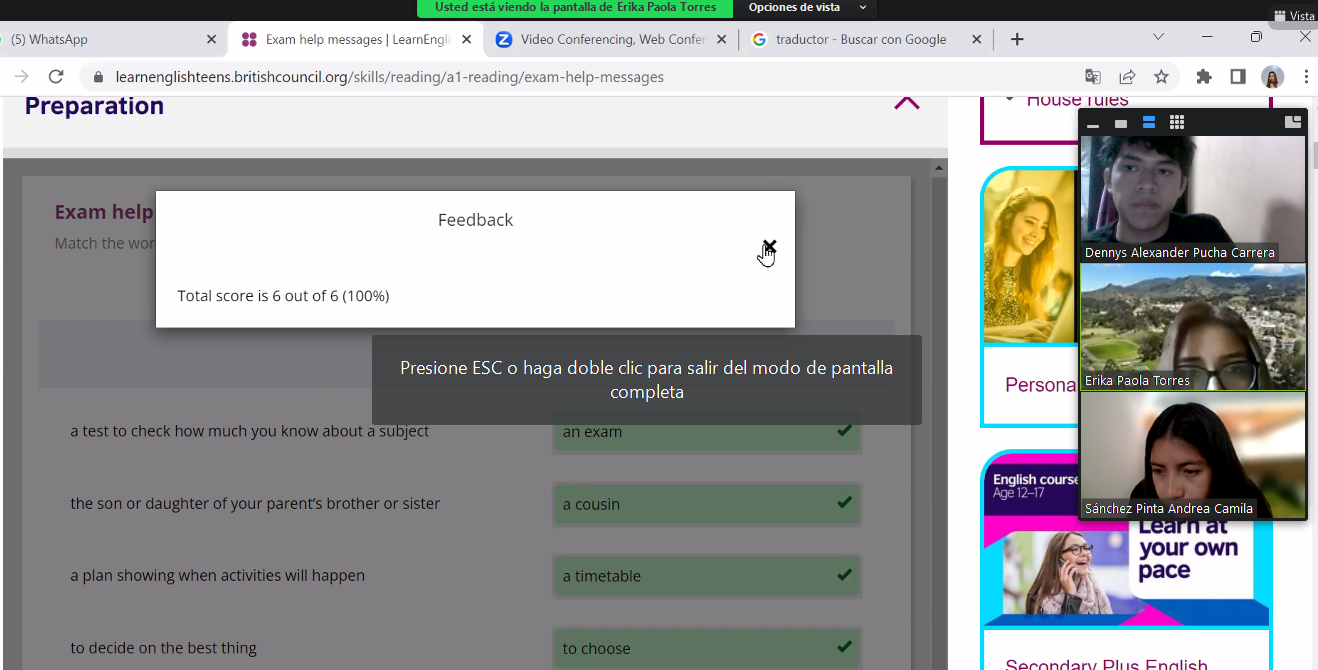 Usted está viendo la pantalla de Erika Paola Torres
Opciones de vista
Vista
(5) WhatsApp
Exam help messages | LearnEngli
Video Conferencing, Web Confer
traductor - Buscar con Google
learnenglishteens.britishcouncil.org/skills/reading/a1-reading/exam-help-messages
Preparation
House rules
Exam help
Match the wor
Feedback
Total score is 6 out of 6 (100%)
Presione ESC o haga doble clic para salir del modo de pantalla
completa
a test to check how much you know about a subject
an exam
the son or daughter of your parent's brother or sister
a cousin
a plan showing when activities will happen
a timetable
to decide on the best thing
to choose
Dennys Alexander Pucha Carrera
Erika Paola Torres
Sánchez Pinta Andrea Camila
Persona
English course
Age 12–17
Learn at
your own
pace
Secondary Plus English